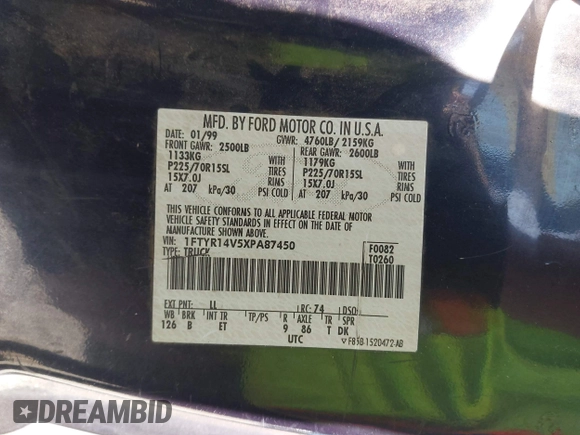 MFD. BY FORD MOTOR CO. IN U.S.A.
DATE: 01/99 GVWR: 4760LB/ 2159KG
FRONT GAWR: 2500LB REAR GAWR: 2600LB
1133KG WITH 1179KG WITH
P225/70R15SL TIRES P225/70R15SL TIRES
15X7.0J RIMS 15X7.0J RIMS
AT 207 kPa/30 PSI COLD AT 207 kPa/30 PSI COLD
THIS VEHICLE CONFORMS TO ALL APPLICABLE FEDERAL MOTOR
VEHICLE SAFETY STANDARDS IN EFFECT ON THE DATE OF
MANUFACTURE SHOWN ABOVE.
VIN: 1FTYR14V5XPA87450 F0082
TYPE: TRUCK T0260
EXT PNT: LL RC: 74 DSO:
WB BRK INT TR TP/PS R AXLE TR SPR
126 B ET 9 86 T DK
UTC
F85B-1520472-AB
DREAMBID